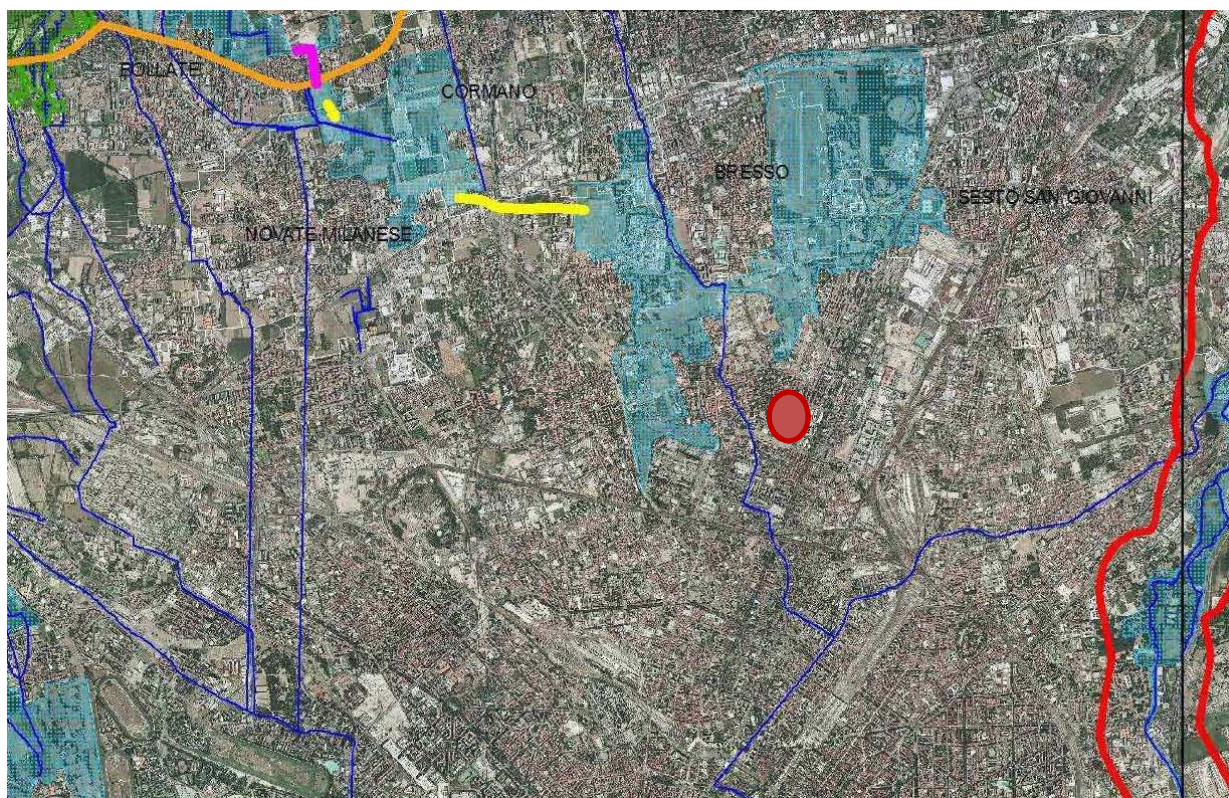 BOLLATE
CORMANO
BRESSO
SESTO SAN GIOVANNI
NOVATE MILANESE